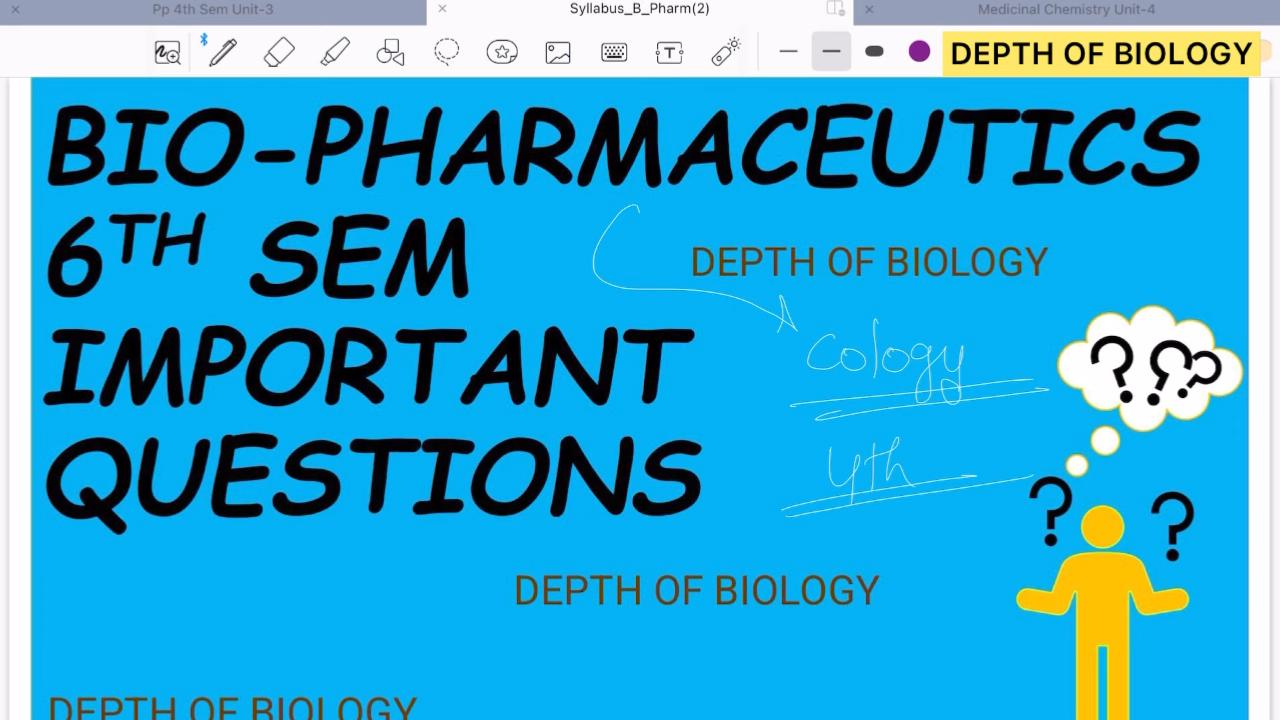 Pp 4th Sem Unit-3
Syllabus_B_Pharm(2)
Medicinal Chemistry Unit-4
DEPTH OF BIOLOGY
BIO-PHARMACEUTICS
6TH SEM
DEPTH OF BIOLOGY
IMPORTANT
cology
QUESTIONS
4th
DEPTH OF BIOLOGY
DEPTH OF BIOLOGY